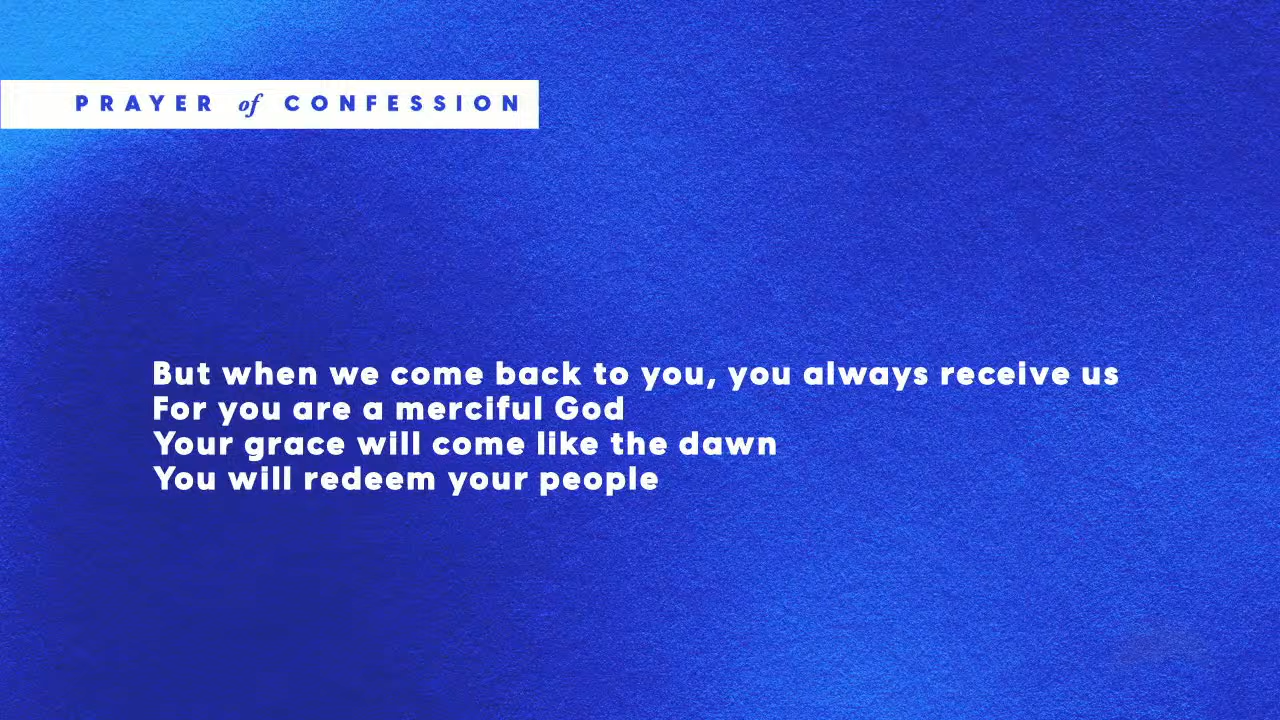 PRAYER of CONFESSION
But when we come back to you, you always receive us
For you are a merciful God
Your grace will come like the dawn
You will redeem your people